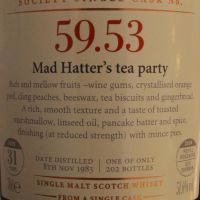 SOCIETY SINGLE CASK No.
59.53
Mad Hatter's tea party
Rich and mellow fruits –wine gums, crystallised orange
peel, ding peaches, beeswax, tea biscuits and gingerbread.
A rich, smooth texture and a taste of toasted
marshmallow, linseed oil, pancake batter and spice,
finishing (at reduced strength) with mince pies.
31
DATE DISTILLED
8TH NOV 1983
ONE OF ONLY
202 BOTTLES
SINGLE MALT SCOTCH WHISKY
FROM A SINGLE CASK